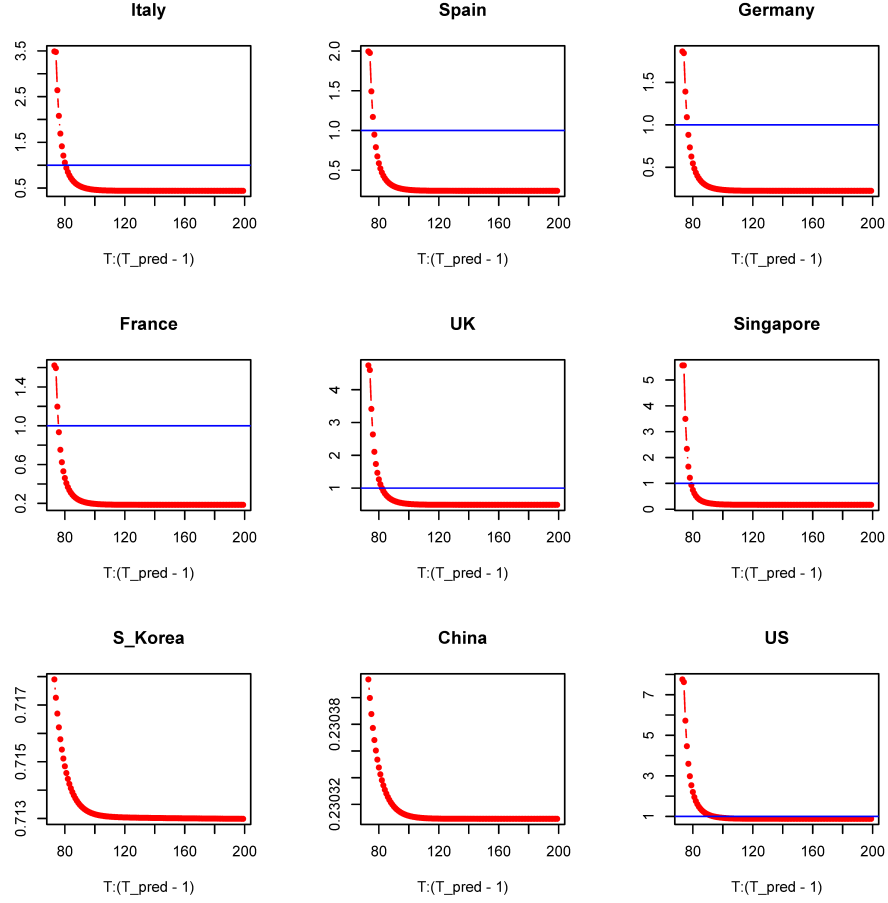 Italy Spain Germany
3.5 2.5 1.5 0.5 2.0 1.5 1.0 0.5 1.5 1.0 0.5
80 120 160 200 80 120 160 200 80 120 160 200
T:(T_pred - 1) T:(T_pred - 1) T:(T_pred - 1)
France UK Singapore
1.4 1.0 0.6 0.2 4 3 2 1 5 4 3 2 1 0
80 120 160 200 80 120 160 200 80 120 160 200
T:(T_pred - 1) T:(T_pred - 1) T:(T_pred - 1)
S_Korea China US
0.717 0.715 0.713 0.23038 0.23032 7 5 3 1
80 120 160 200 80 120 160 200 80 120 160 200
T:(T_pred - 1) T:(T_pred - 1) T:(T_pred - 1)